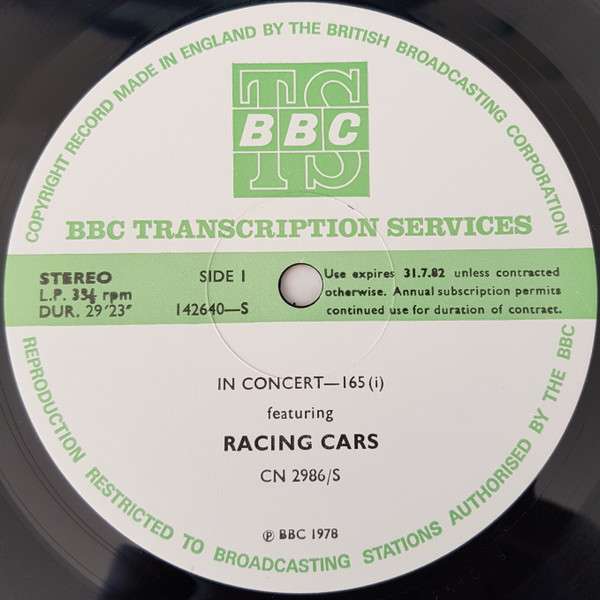 COPYRIGHT RECORD MADE IN ENGLAND BY THE BRITISH BROADCASTING CORPORATION
TS
BBC
BBC TRANSCRIPTION SERVICES
STEREO
L.P. 33⅓ rpm
DUR. 29'23"
SIDE 1
142640—S
Use expires 31.7.82 unless contracted
otherwise. Annual subscription permits
continued use for duration of contract.
IN CONCERT—165(i)
featuring
RACING CARS
CN 2986/S
℗ BBC 1978
REPRODUCTION RESTRICTED TO BROADCASTING STATIONS AUTHORISED BY THE BBC